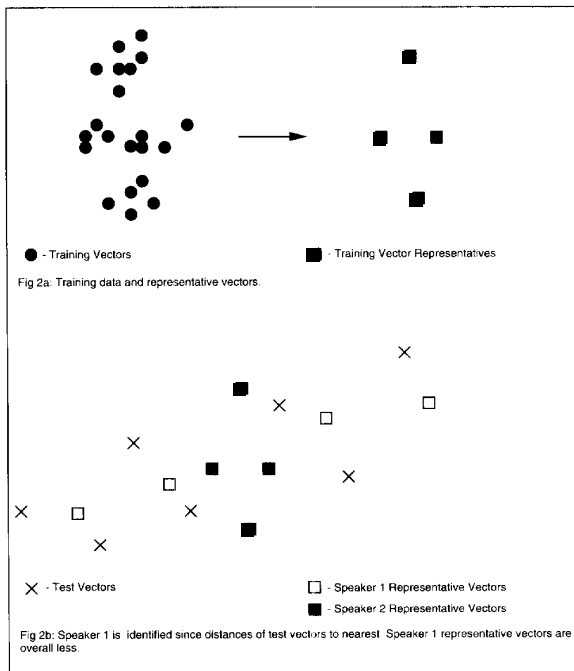 - Training Vectors
- Training Vector Representatives
Fig 2a: Training data and representative vectors.
- Test Vectors
- Speaker 1 Representative Vectors
- Speaker 2 Representative Vectors
Fig 2b: Speaker 1 is identified since distances of test vectors to nearest Speaker 1 representative vectors are
overall less.